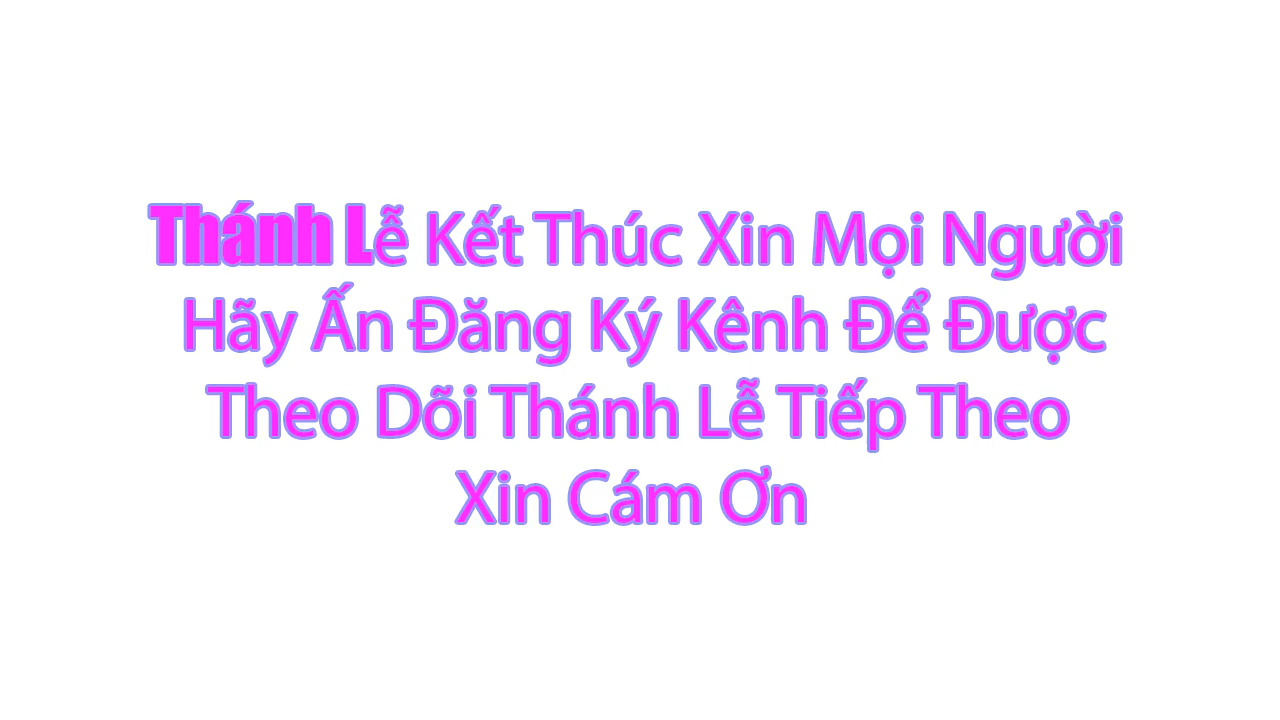 Thánh Lễ Kết Thúc Xin Mọi Người
Hãy Ấn Đăng Ký Kênh Để Được
Theo Dõi Thánh Lễ Tiếp Theo
Xin Cám Ơn